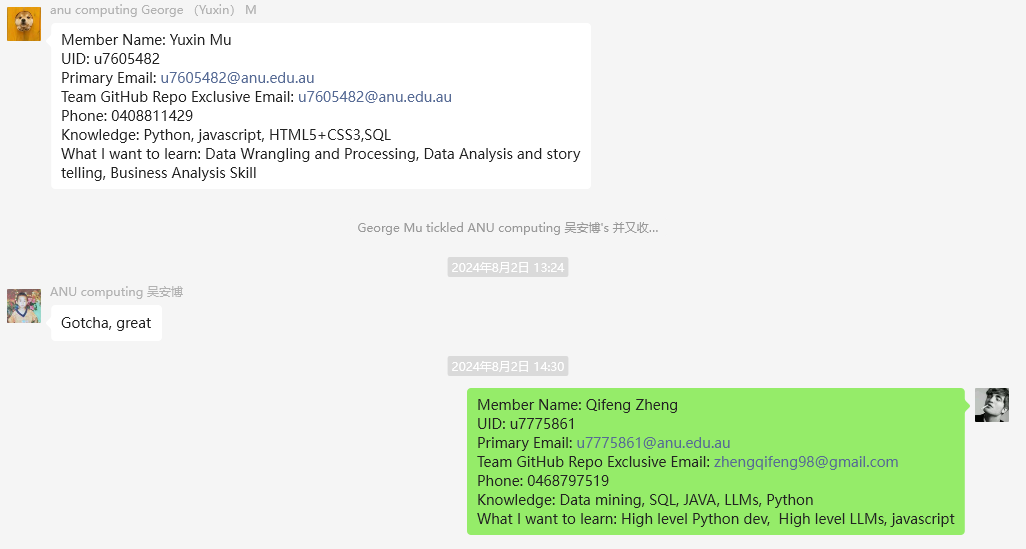 anu computing George （Yuxin） M
Member Name: Yuxin Mu
UID: u7605482
Primary Email: u7605482@anu.edu.au
Team GitHub Repo Exclusive Email: u7605482@anu.edu.au
Phone: 0408811429
Knowledge: Python, javascript, HTML5+CSS3,SQL
What I want to learn: Data Wrangling and Processing, Data Analysis and story
telling, Business Analysis Skill
George Mu tickled ANU computing 吴安博's 并又收...
2024年8月2日 13:24
ANU computing 吴安博
Gotcha, great
2024年8月2日 14:30
Member Name: Qifeng Zheng
UID: u7775861
Primary Email: u7775861@anu.edu.au
Team GitHub Repo Exclusive Email: zhengqifeng98@gmail.com
Phone: 0468797519
Knowledge: Data mining, SQL, JAVA, LLMs, Python
What I want to learn: High level Python dev,  High level LLMs, javascript